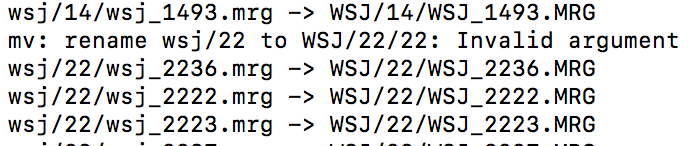 wsj/14/wsj_1493.mrg -> WSJ/14/WSJ_1493.MRG
mv: rename wsj/22 to WSJ/22/22: Invalid argument
wsj/22/wsj_2236.mrg -> WSJ/22/WSJ_2236.MRG
wsj/22/wsj_2222.mrg -> WSJ/22/WSJ_2222.MRG
wsj/22/wsj_2223.mrg -> WSJ/22/WSJ_2223.MRG